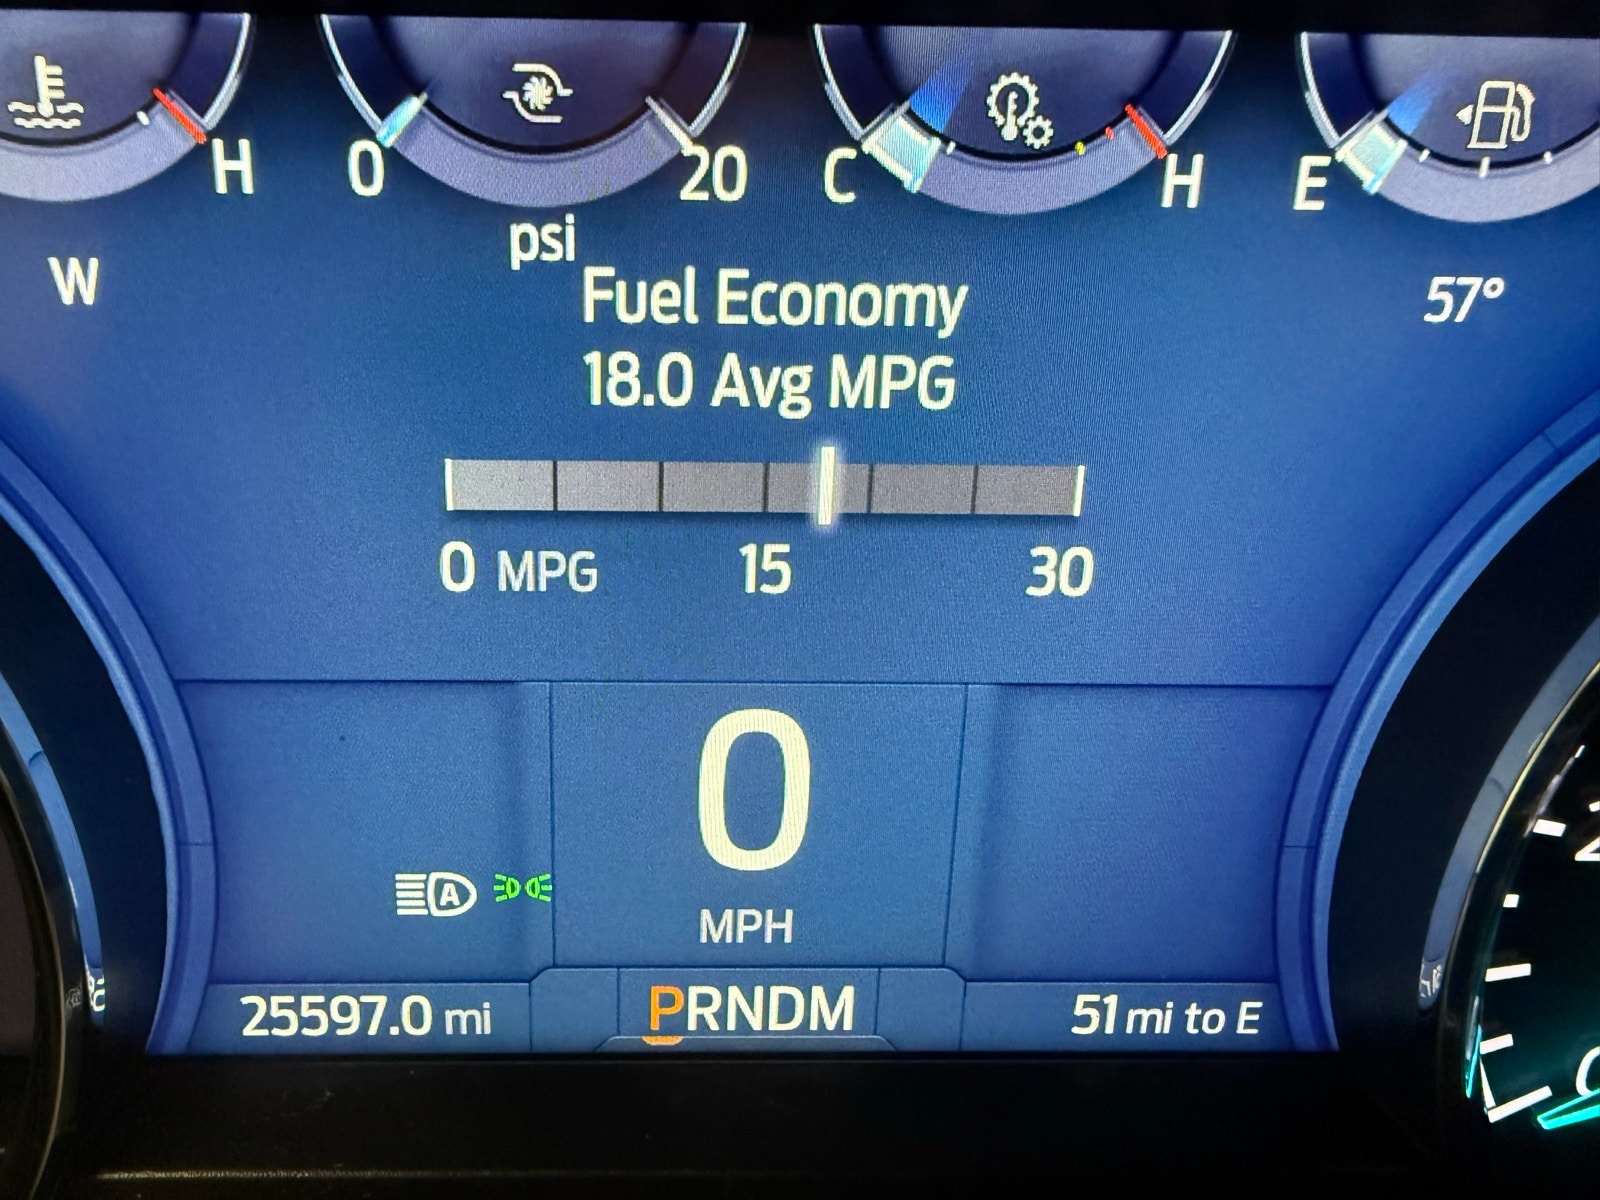 H
0
20
C
H
E
psi
W
57°
Fuel Economy
18.0 Avg MPG
0 MPG 15 30
0
MPH
A
25597.0 mi
PRNDM
51 mi to E